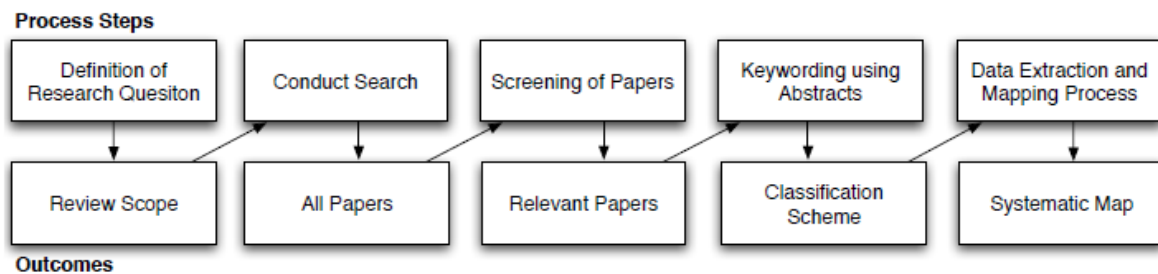 Process Steps
Definition of
Research Quesiton
Conduct Search
Screening of Papers
Keywording using
Abstracts
Data Extraction and
Mapping Process
Review Scope
All Papers
Relevant Papers
Classification
Scheme
Systematic Map
Outcomes